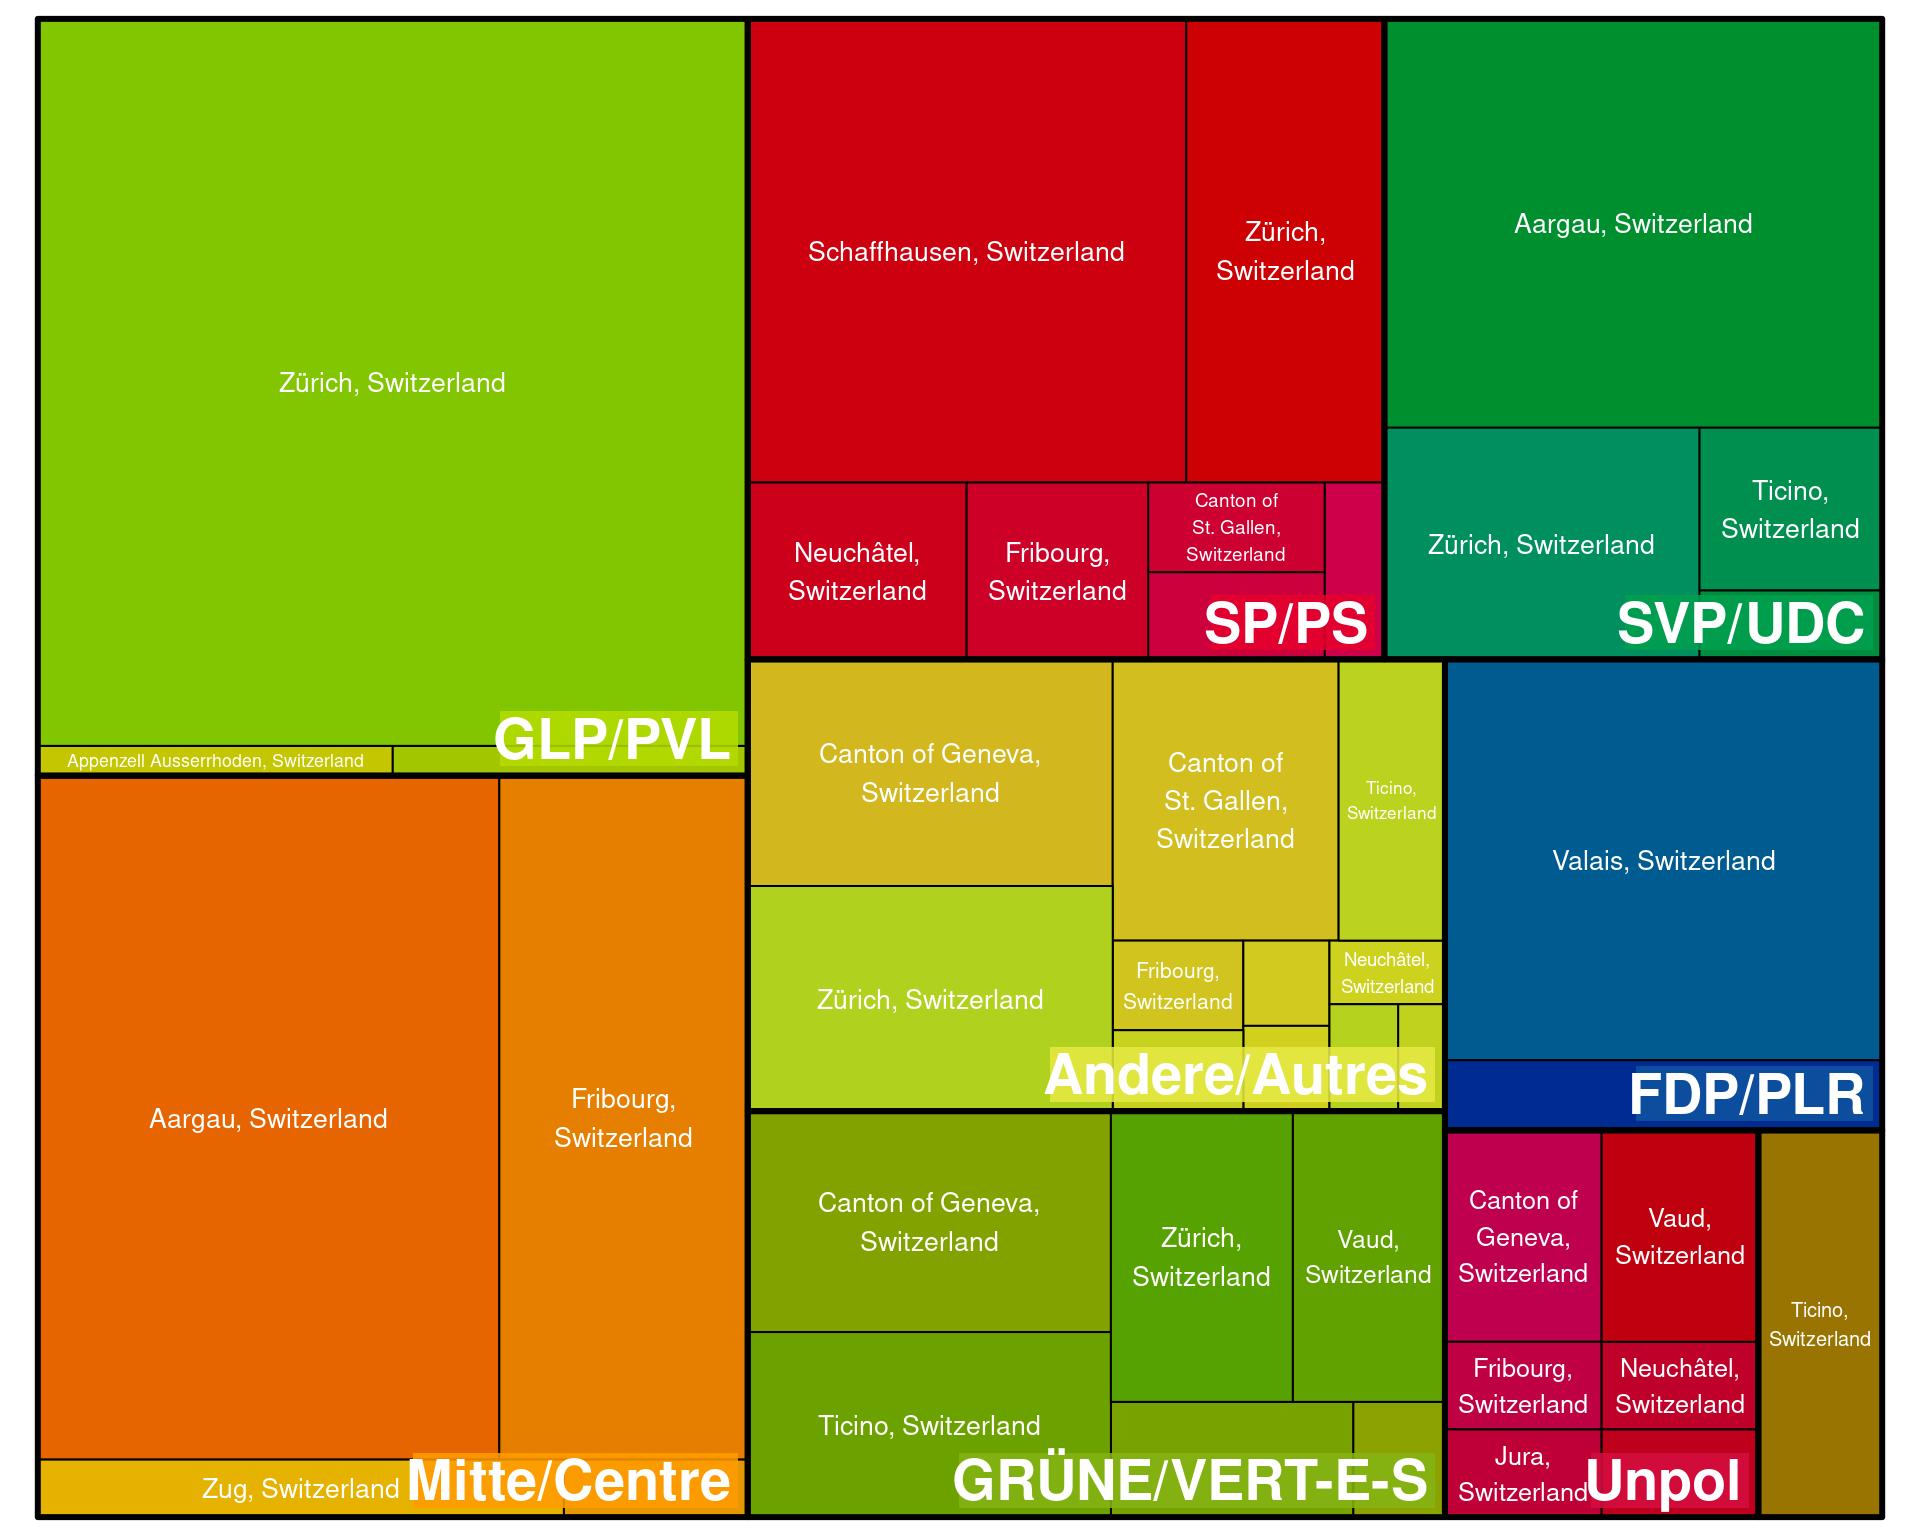 Zürich, Switzerland
Appenzell Ausserrhoden, Switzerland
GLP/PVL
Aargau, Switzerland
Fribourg,
Switzerland
Zug, Switzerland
Mitte/Centre
Schaffhausen, Switzerland
Zürich,
Switzerland
Neuchâtel,
Switzerland
Fribourg,
Switzerland
Canton of
St. Gallen,
Switzerland
SP/PS
Aargau, Switzerland
Zürich, Switzerland
Ticino,
Switzerland
SVP/UDC
Canton of Geneva,
Switzerland
Zürich, Switzerland
Canton of
St. Gallen,
Switzerland
Ticino,
Switzerland
Fribourg,
Switzerland
Neuchâtel,
Switzerland
Andere/Autres
Valais, Switzerland
FDP/PLR
Canton of Geneva,
Switzerland
Ticino, Switzerland
Zürich,
Switzerland
Vaud,
Switzerland
GRÜNE/VERT-E-S
Canton of
Geneva,
Switzerland
Vaud,
Switzerland
Fribourg,
Switzerland
Neuchâtel,
Switzerland
Jura,
Switzerland
Unpol
Ticino,
Switzerland